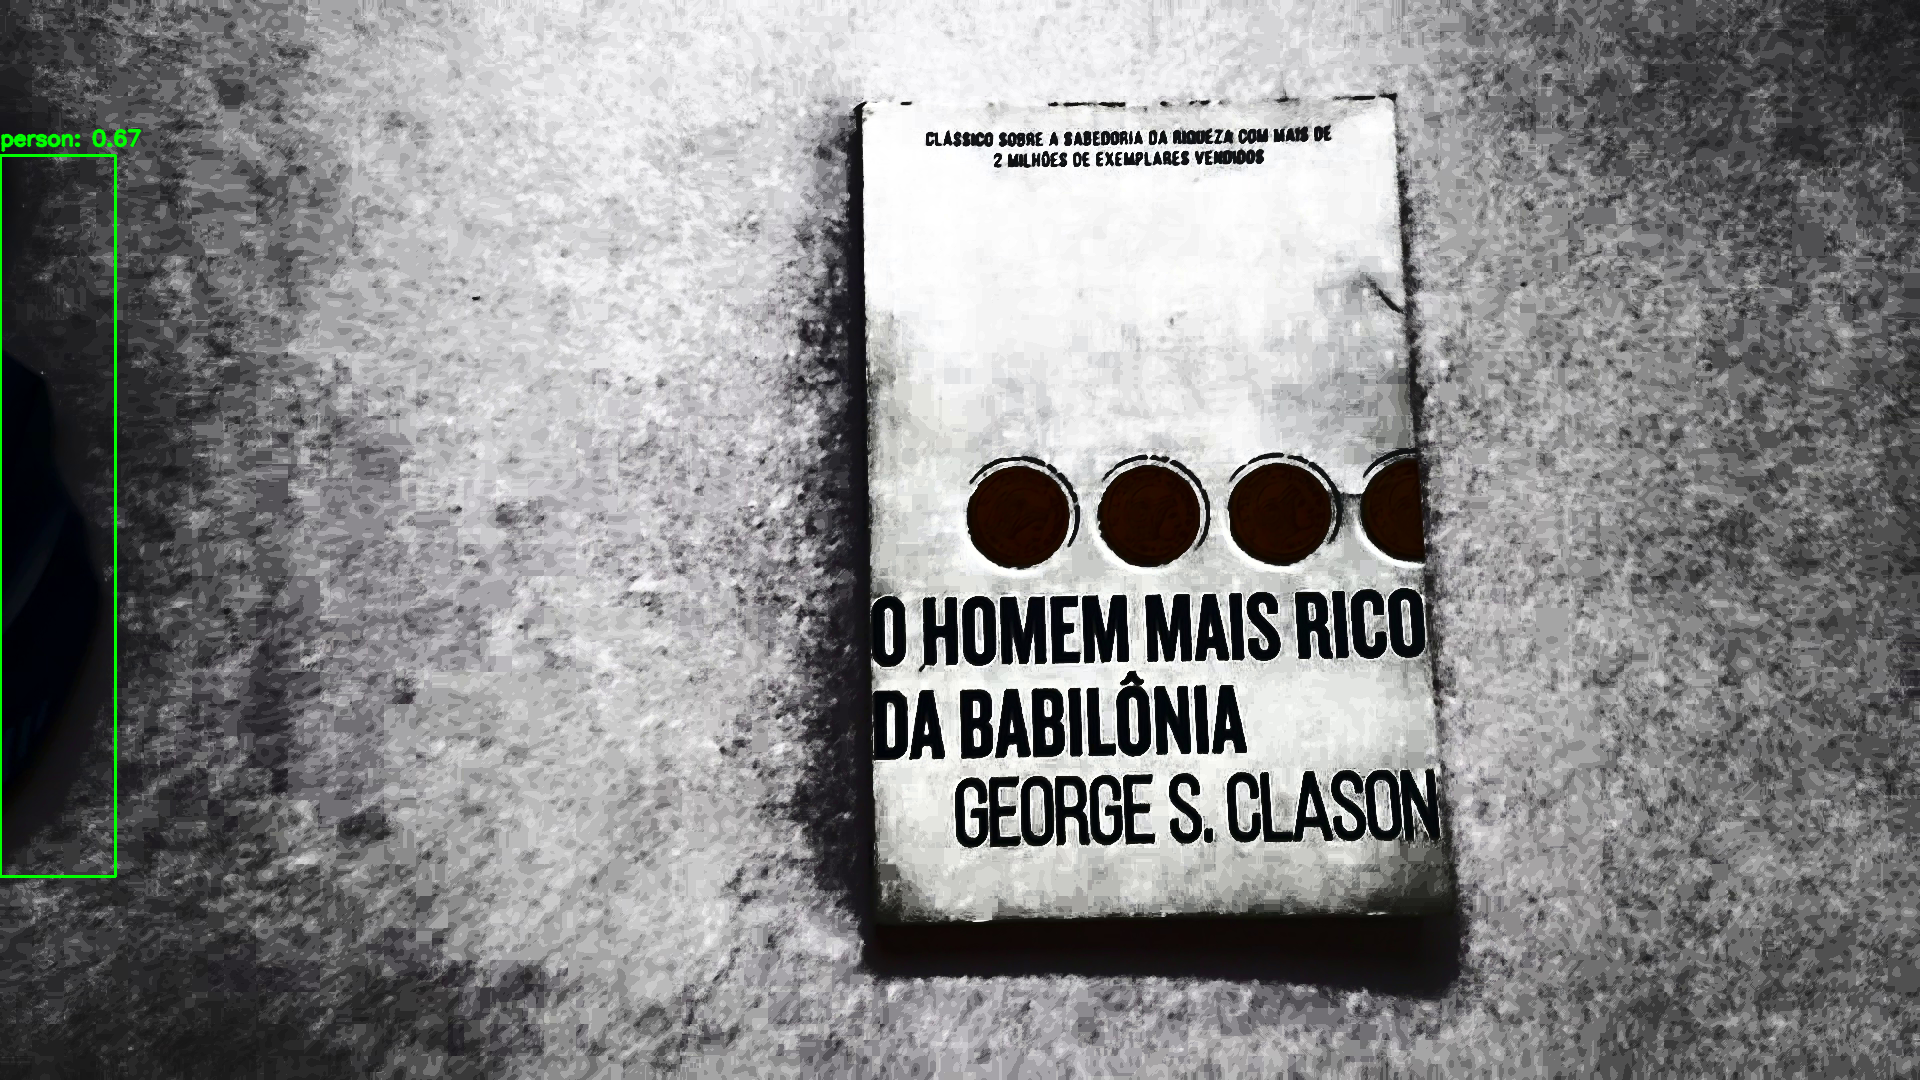 person: 0.67
CLÁSSICO SOBRE A SABEDORIA DA RIQUEZA COM MAIS DE
2 MILHÕES DE EXEMPLARES VENDIDOS
O HOMEM MAIS RICO
DA BABILÔNIA
GEORGE S. CLASON